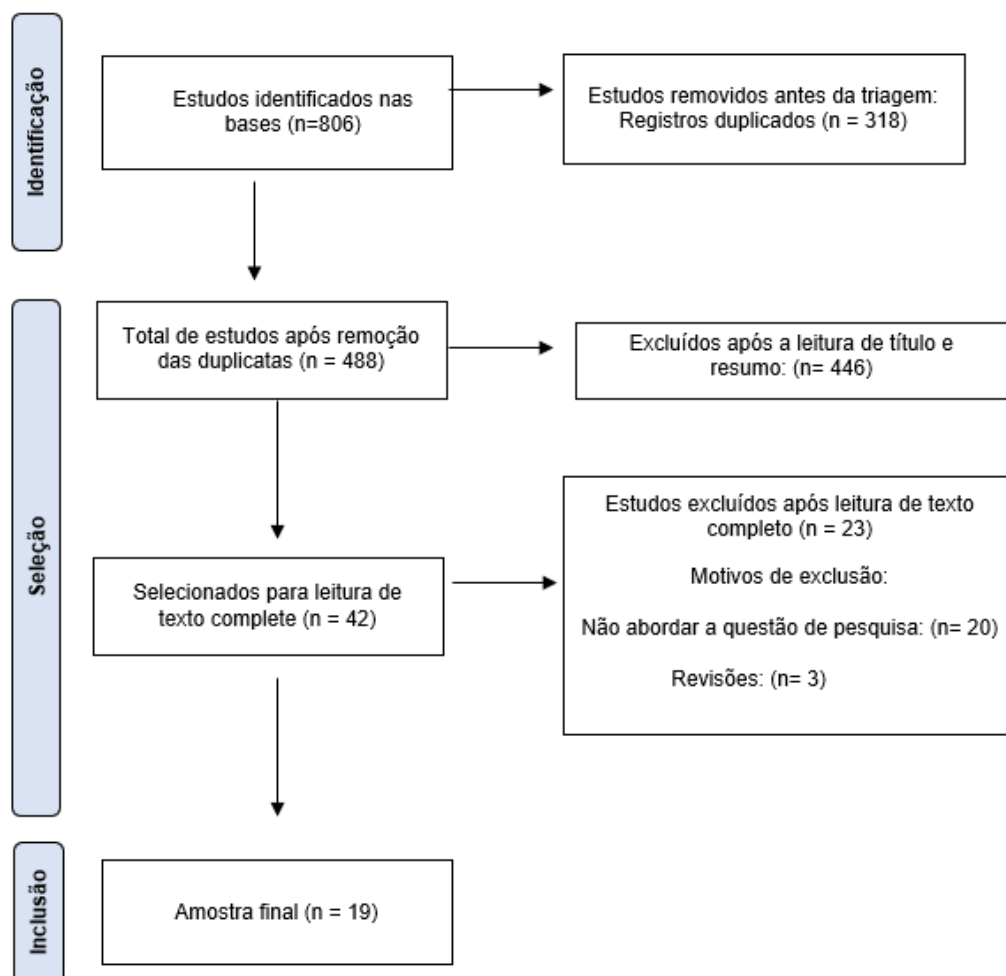 Identificação
Estudos identificados nas
bases (n=806)
Estudos removidos antes da triagem:
Registros duplicados (n = 318)
Seleção
Total de estudos após remoção
das duplicatas (n = 488)
Excluídos após a leitura de título e
resumo: (n= 446)
Selecionados para leitura de
texto complete (n = 42)
Estudos excluídos após leitura de texto
completo (n = 23)
Motivos de exclusão:
Não abordar a questão de pesquisa: (n= 20)
Revisões: (n= 3)
Inclusão
Amostra final (n = 19)